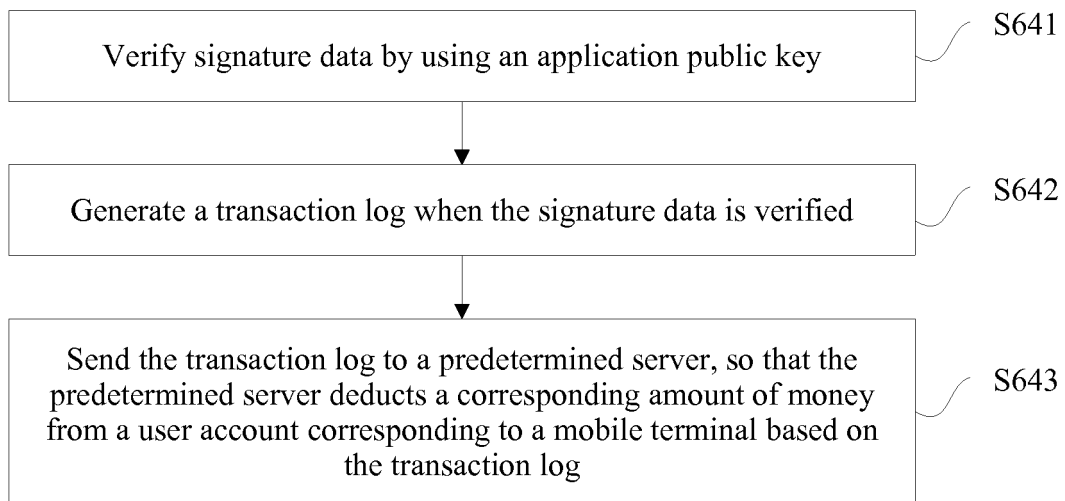 S641
Verify signature data by using an application public key
S642
Generate a transaction log when the signature data is verified
Send the transaction log to a predetermined server, so that the
predetermined server deducts a corresponding amount of money
from a user account corresponding to a mobile terminal based on
the transaction log
S643